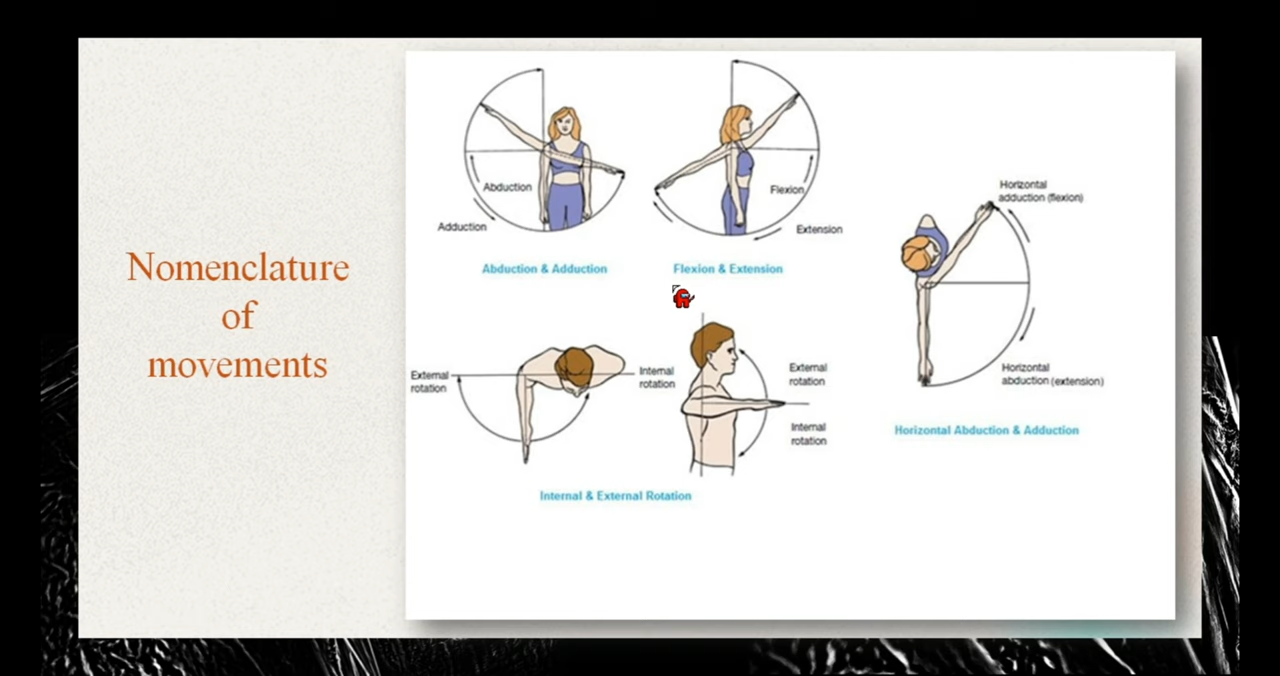 Nomenclature
of
movements
Abduction
Adduction
Abduction & Adduction
Flexion
Extension
Flexion & Extension
Horizontal
adduction (flexion)
Horizontal
abduction (extension)
Horizontal Abduction & Adduction
External
rotation
Internal
rotation
External
rotation
Internal
rotation
Internal & External Rotation